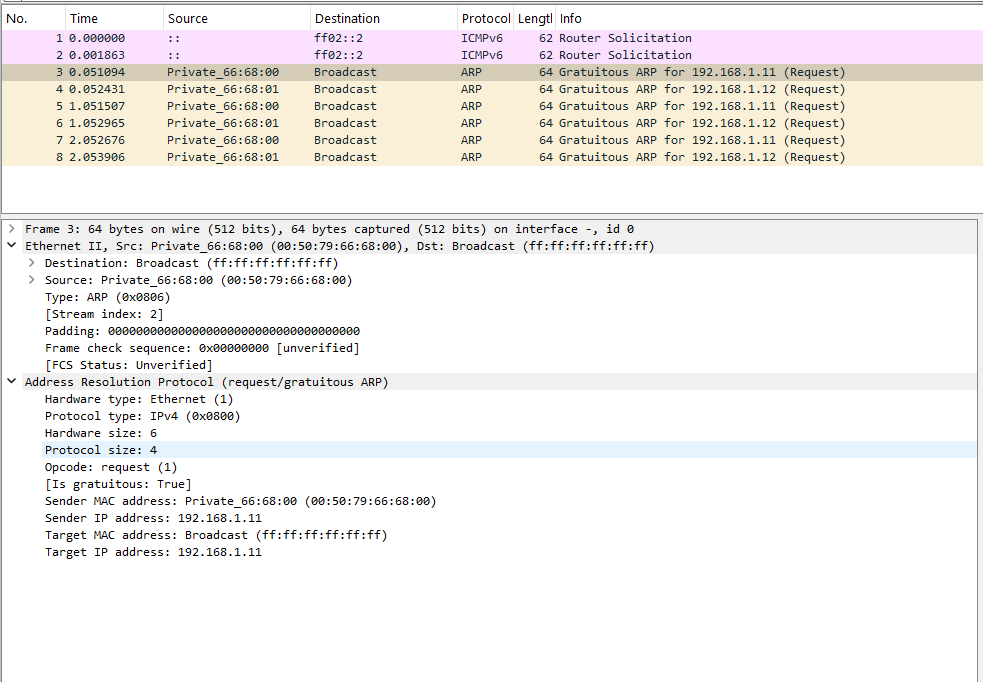 No. Time Source Destination Protocol Lengtl Info
1 0.000000 :: ff02::2 ICMPv6 62 Router Solicitation
2 0.001863 :: ff02::2 ICMPv6 62 Router Solicitation
3 0.051094 Private_66:68:00 Broadcast ARP 64 Gratuitous ARP for 192.168.1.11 (Request)
4 0.052431 Private_66:68:01 Broadcast ARP 64 Gratuitous ARP for 192.168.1.12 (Request)
5 1.051507 Private_66:68:00 Broadcast ARP 64 Gratuitous ARP for 192.168.1.11 (Request)
6 1.052965 Private_66:68:01 Broadcast ARP 64 Gratuitous ARP for 192.168.1.12 (Request)
7 2.052676 Private_66:68:00 Broadcast ARP 64 Gratuitous ARP for 192.168.1.11 (Request)
8 2.053906 Private_66:68:01 Broadcast ARP 64 Gratuitous ARP for 192.168.1.12 (Request)
Frame 3: 64 bytes on wire (512 bits), 64 bytes captured (512 bits) on interface -, id 0
Ethernet II, Src: Private_66:68:00 (00:50:79:66:68:00), Dst: Broadcast (ff:ff:ff:ff:ff:ff)
Destination: Broadcast (ff:ff:ff:ff:ff:ff)
Source: Private_66:68:00 (00:50:79:66:68:00)
Type: ARP (0x0806)
[Stream index: 2]
Padding: 000000000000000000000000000000000000
Frame check sequence: 0x00000000 [unverified]
[FCS Status: Unverified]
Address Resolution Protocol (request/gratuitous ARP)
Hardware type: Ethernet (1)
Protocol type: IPv4 (0x0800)
Hardware size: 6
Protocol size: 4
Opcode: request (1)
[Is gratuitous: True]
Sender MAC address: Private_66:68:00 (00:50:79:66:68:00)
Sender IP address: 192.168.1.11
Target MAC address: Broadcast (ff:ff:ff:ff:ff:ff)
Target IP address: 192.168.1.11